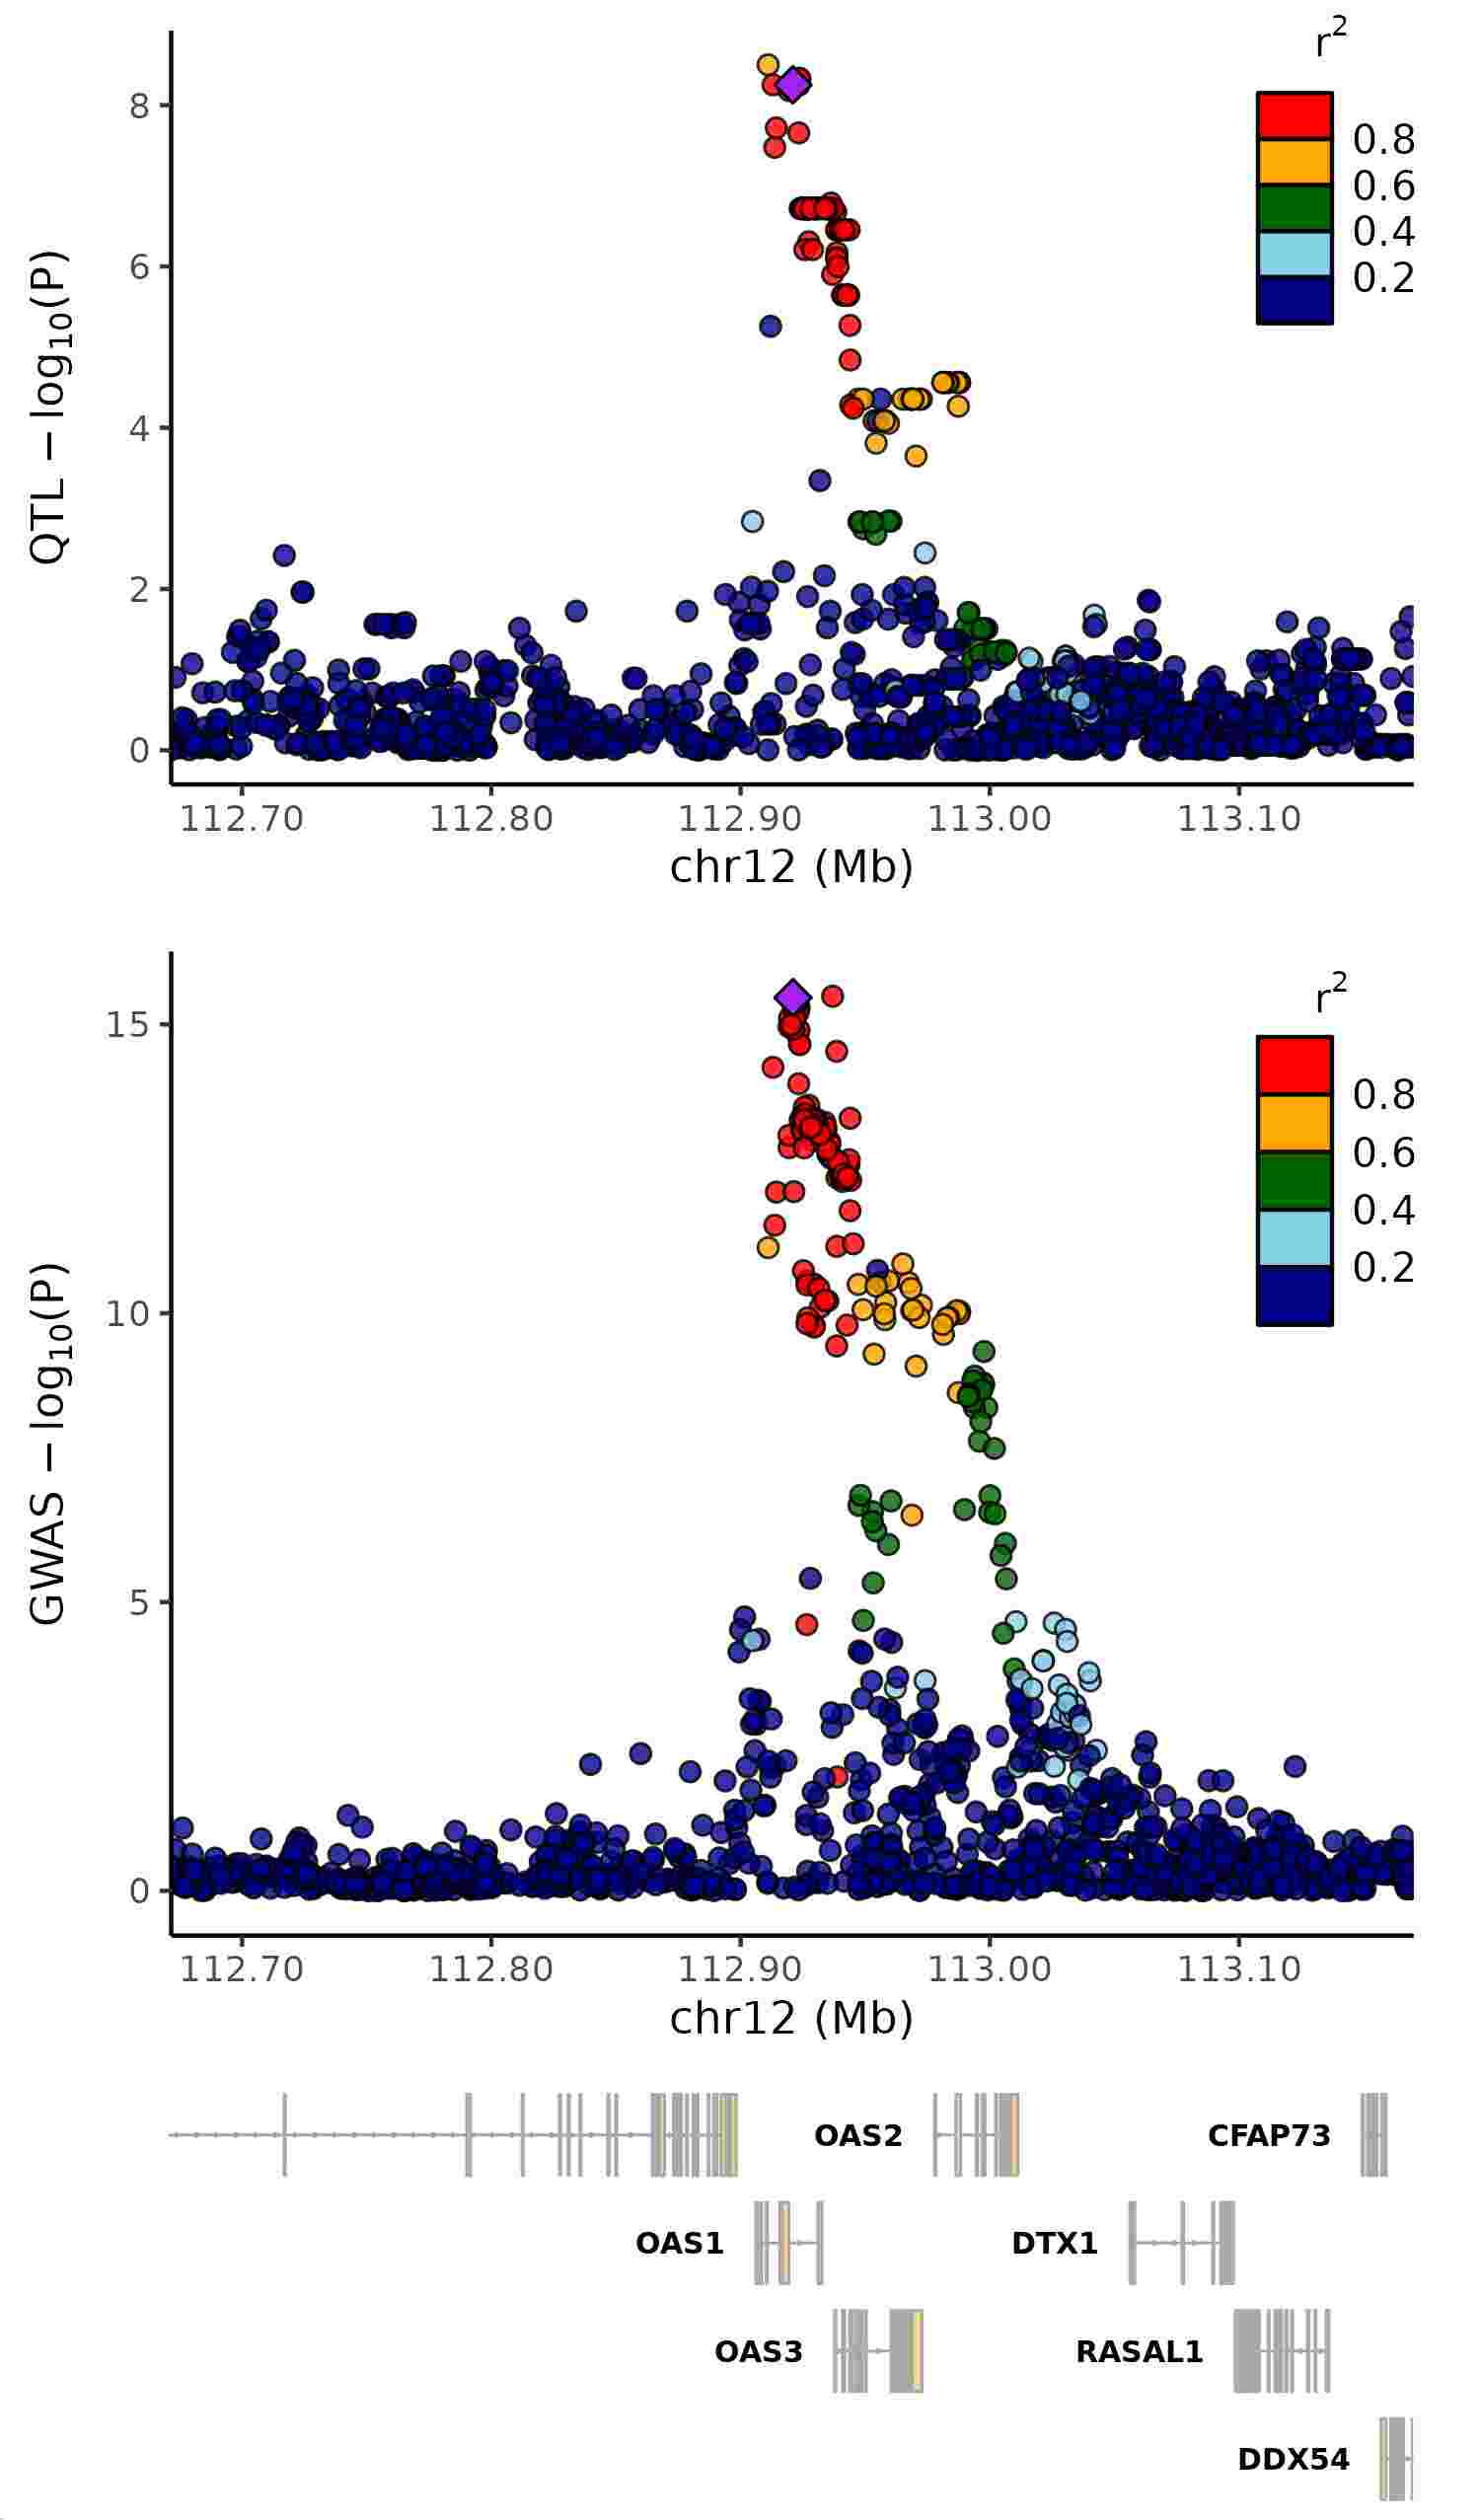 r2
8
6
4
2
0
QTL − log10(P)
0.8
0.6
0.4
0.2
112.70 112.80 112.90 113.00 113.10
chr12 (Mb)
r2
15
10
5
0
GWAS − log10(P)
0.8
0.6
0.4
0.2
112.70 112.80 112.90 113.00 113.10
chr12 (Mb)
OAS2 CFAP73
OAS1 DTX1
OAS3 RASAL1
DDX54